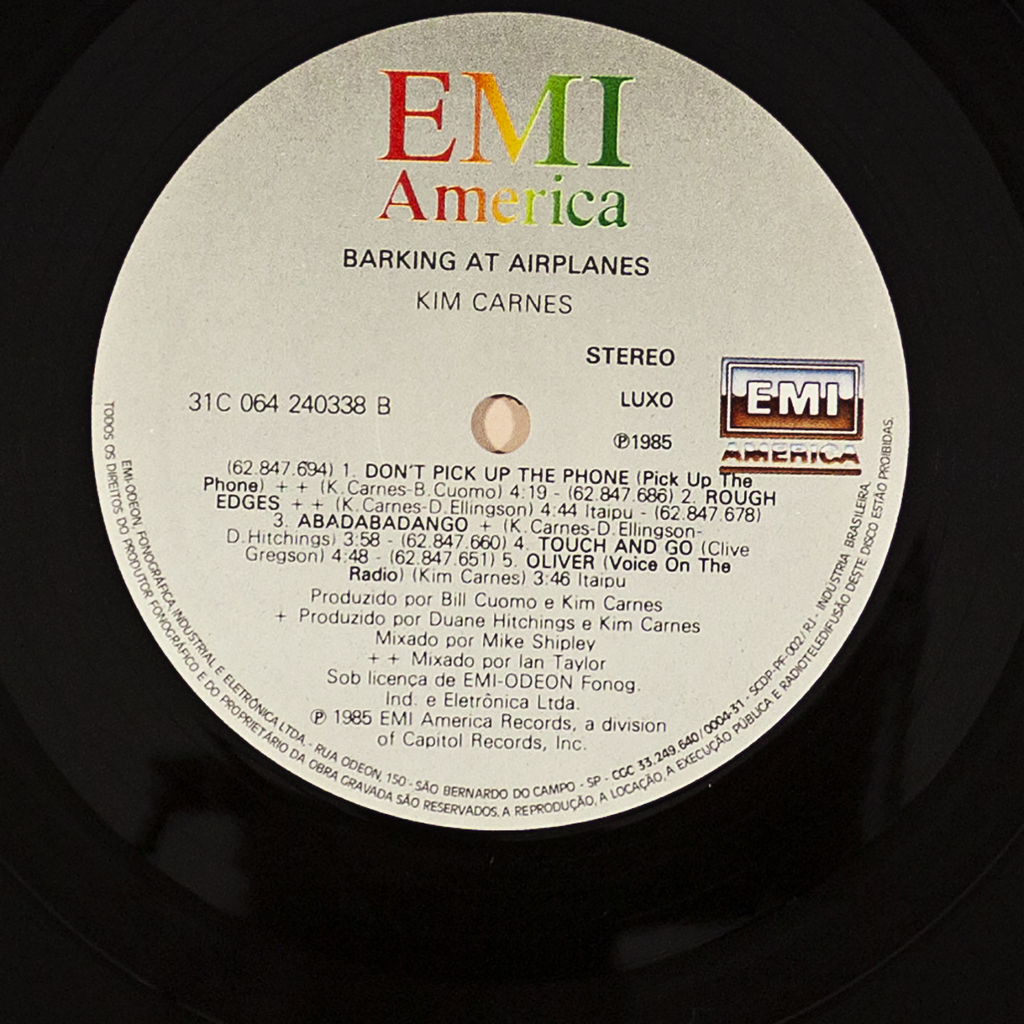 EMI
America
BARKING AT AIRPLANES
KIM CARNES
STEREO
31C 064 240338 B
LUXO
℗1985
EMI
AMERICA
(62.847.694) 1. DON'T PICK UP THE PHONE (Pick Up The
Phone) + + (K.Carnes-B.Cuomo) 4:19 - (62.847.686) 2. ROUGH
EDGES + + (K.Carnes-D.Ellingson) 4:44 Itaipu - (62.847.678)
3. ABADABADANGO + (K.Carnes-D.Ellingson-
D.Hitchings) 3:58 - (62.847.660) 4. TOUCH AND GO (Clive
Gregson) 4:48 - (62.847.651) 5. OLIVER (Voice On The
Radio) (Kim Carnes) 3:46 Itaipu
Produzido por Bill Cuomo e Kim Carnes
+ Produzido por Duane Hitchings e Kim Carnes
Mixado por Mike Shipley
+ + Mixado por Ian Taylor
Sob licença de EMI-ODEON Fonog.
Ind. e Eletrônica Ltda.
℗ 1985 EMI America Records, a division
of Capitol Records, Inc.
EMI-ODEON, FONOGRÁFICA, INDUSTRIAL E ELETRÔNICA LTDA. - RUA ODEON, 150 - SÃO BERNARDO DO CAMPO - SP - CGC 33.249.640/0004-31 - SCDP-PF-002/RJ - INDÚSTRIA BRASILEIRA.
TODOS OS DIREITOS DO PRODUTOR FONOGRÁFICO E DO PROPRIETÁRIO DA OBRA GRAVADA SÃO RESERVADOS. A REPRODUÇÃO, A LOCAÇÃO, A EXECUÇÃO PÚBLICA E RADIOTELEDIFUSÃO DESTE DISCO ESTÃO PROIBIDAS.